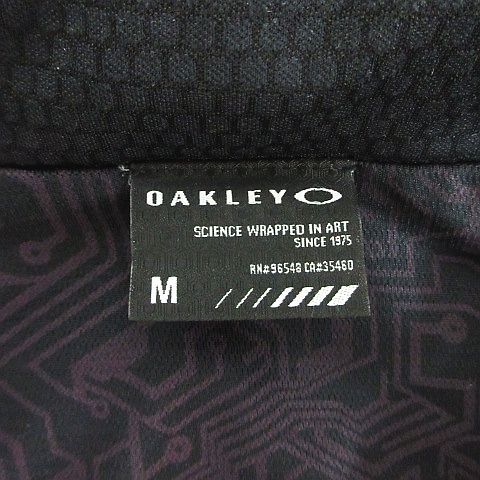 OAKLEY
SCIENCE WRAPPED IN ART
SINCE 1975
RN#96548 CA#35460
M